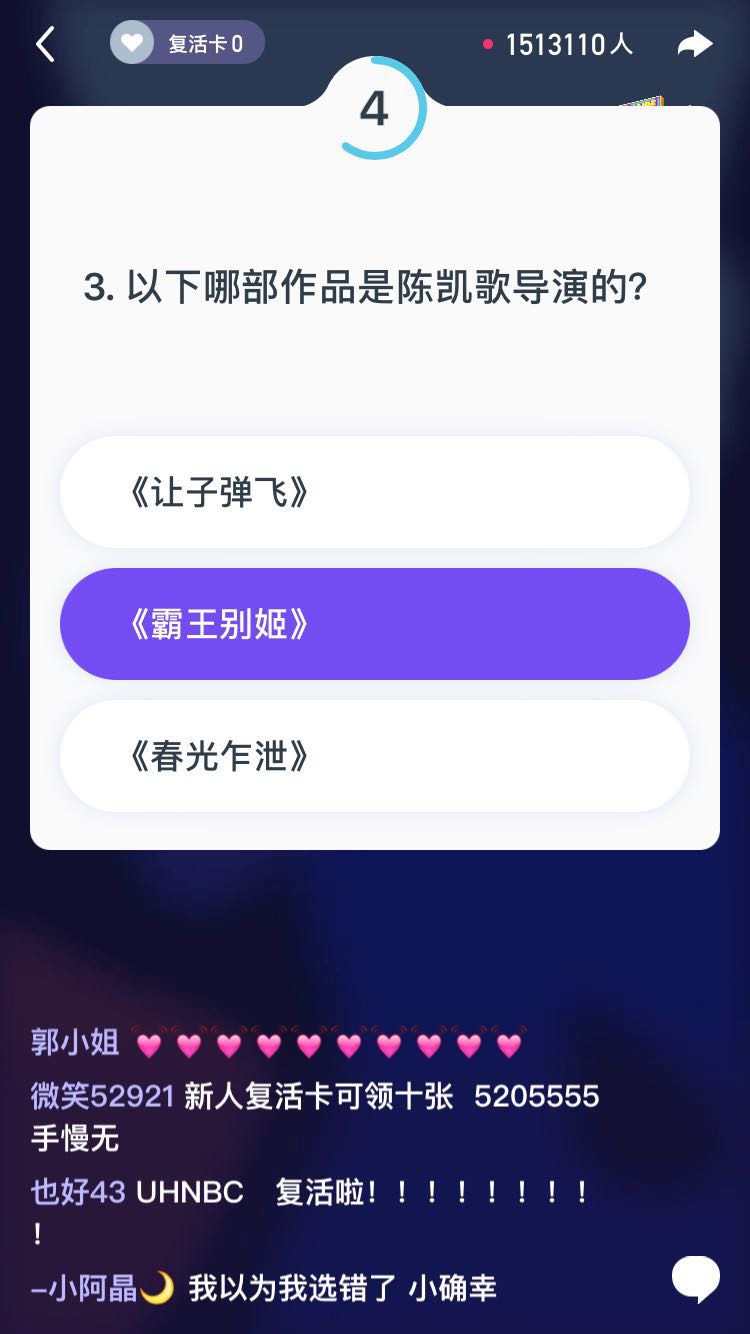 复活卡0
1513110人
4
3. 以下哪部作品是陈凯歌导演的?
《让子弹飞》
《霸王别姬》
《春光乍泄》
郭小姐 💓💓💓💓💓💓💓💓💓💓
微笑52921 新人复活卡可领十张 5205555
手慢无
也好43 UHNBC 复活啦！！！！！！！！
！
–小阿晶🌙 我以为我选错了 小确幸